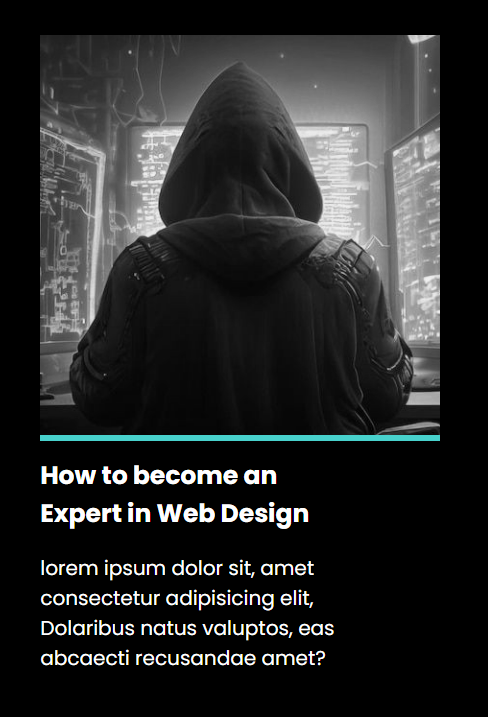 How to become an
Expert in Web Design
lorem ipsum dolor sit, amet
consectetur adipisicing elit,
Dolaribus natus valuptos, eas
abcaecti recusandae amet?